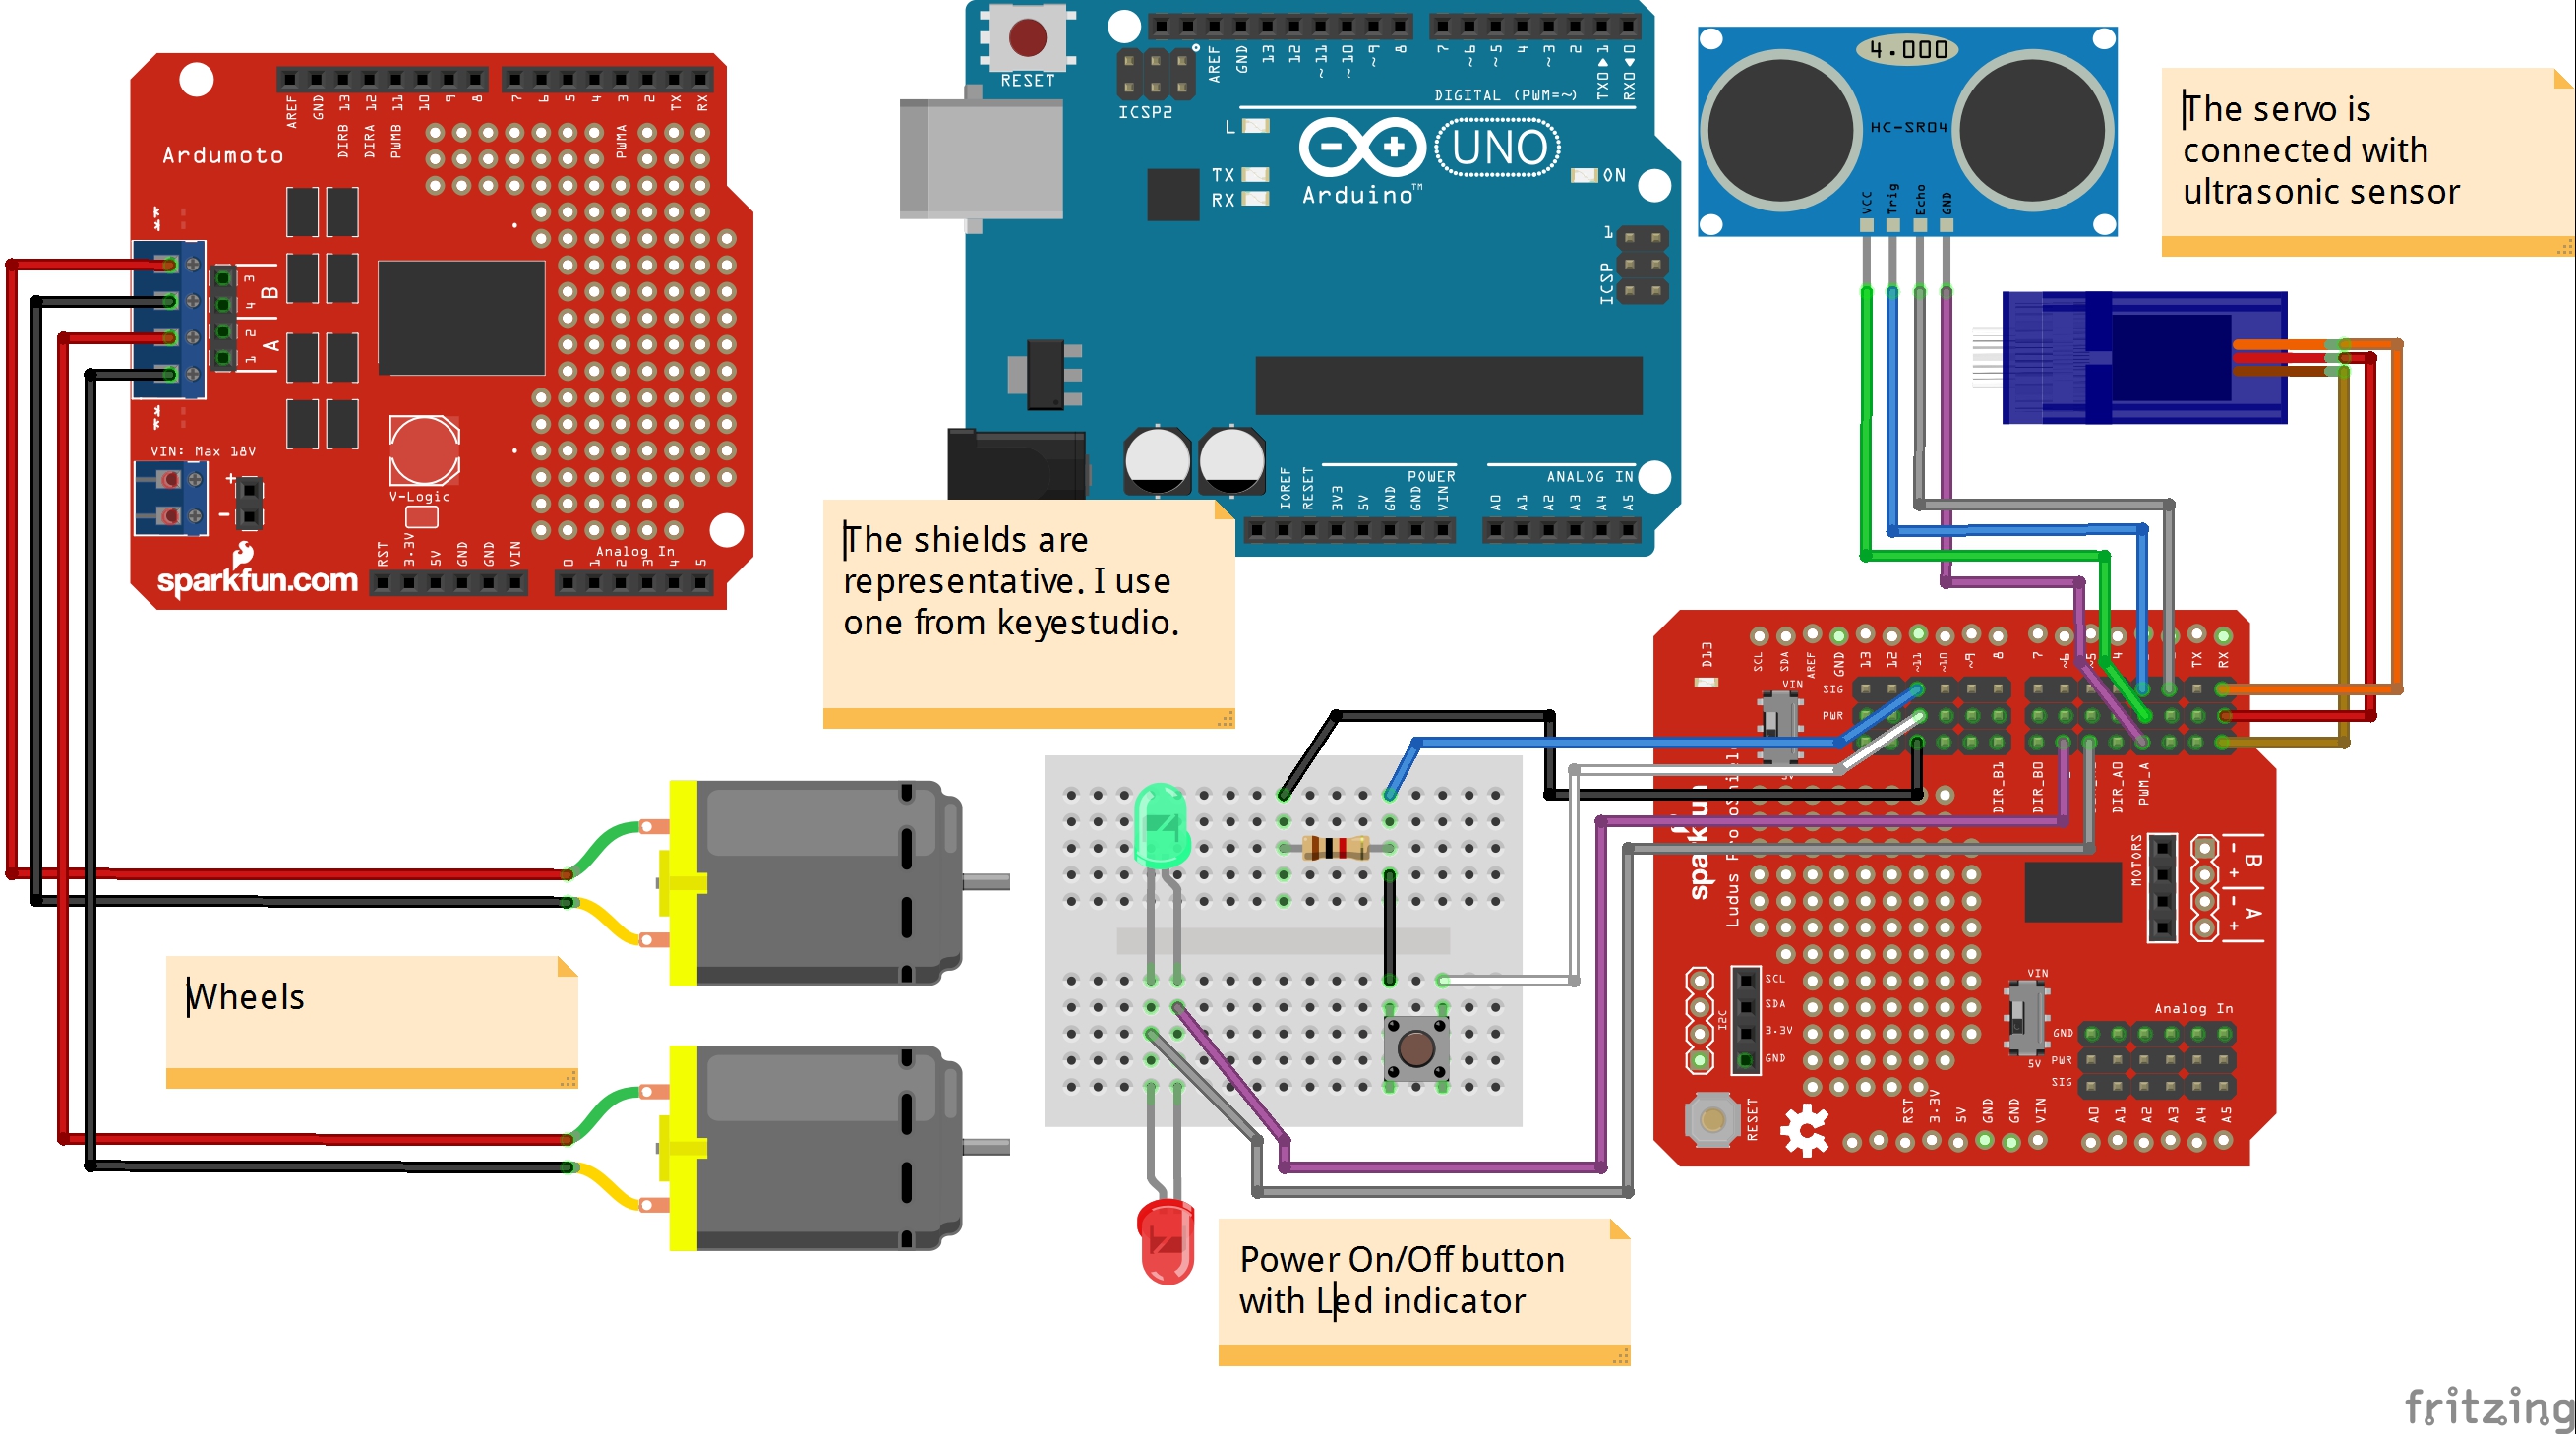 AREF
GND
13
12
11
10
9
8
7
6
5
4
3
2
TX
RX
DIRB
DIRA
PWMB
PWMA
Ardumoto
3
B
4
2
A
1
VIN: Max 18V
+
-
V-Logic
sparkfun.com
RST
3.3V
5V
GND
GND
VIN
Analog In
0
1
2
3
4
5
RESET
ICSP2
AREF
GND
13
12
~11
~10
~9
8
7
~6
~5
4
~3
2
TX0▶1
RX0◀0
DIGITAL (PWM=~)
L
TX
RX
UNO
Arduino™
ON
1
ICSP
IOREF
RESET
3V3
5V
GND
GND
VIN
POWER
ANALOG IN
A0
A1
A2
A3
A4
A5
4.000
HC-SR04
VCC
Trig
Echo
GND
The servo is
connected with
ultrasonic sensor
The shields are
representative. I use
one from keyestudio.
Wheels
Power On/Off button
with Led indicator
D13
SCL
SDA
AREF
GND
13
12
~11
~10
~9
8
7
~6
~5
4
TX
RX
VIN
SIG
PWR
DIR_B1
DIR_B0
DIR_A0
PWM_A
MOTORS
- B
+
- A
+
SCL
SDA
I2C
3.3V
GND
VIN
5V
Analog In
GND
PWR
SIG
RESET
RST
3.3V
5V
GND
GND
VIN
A0
A1
A2
A3
A4
A5
fritzing